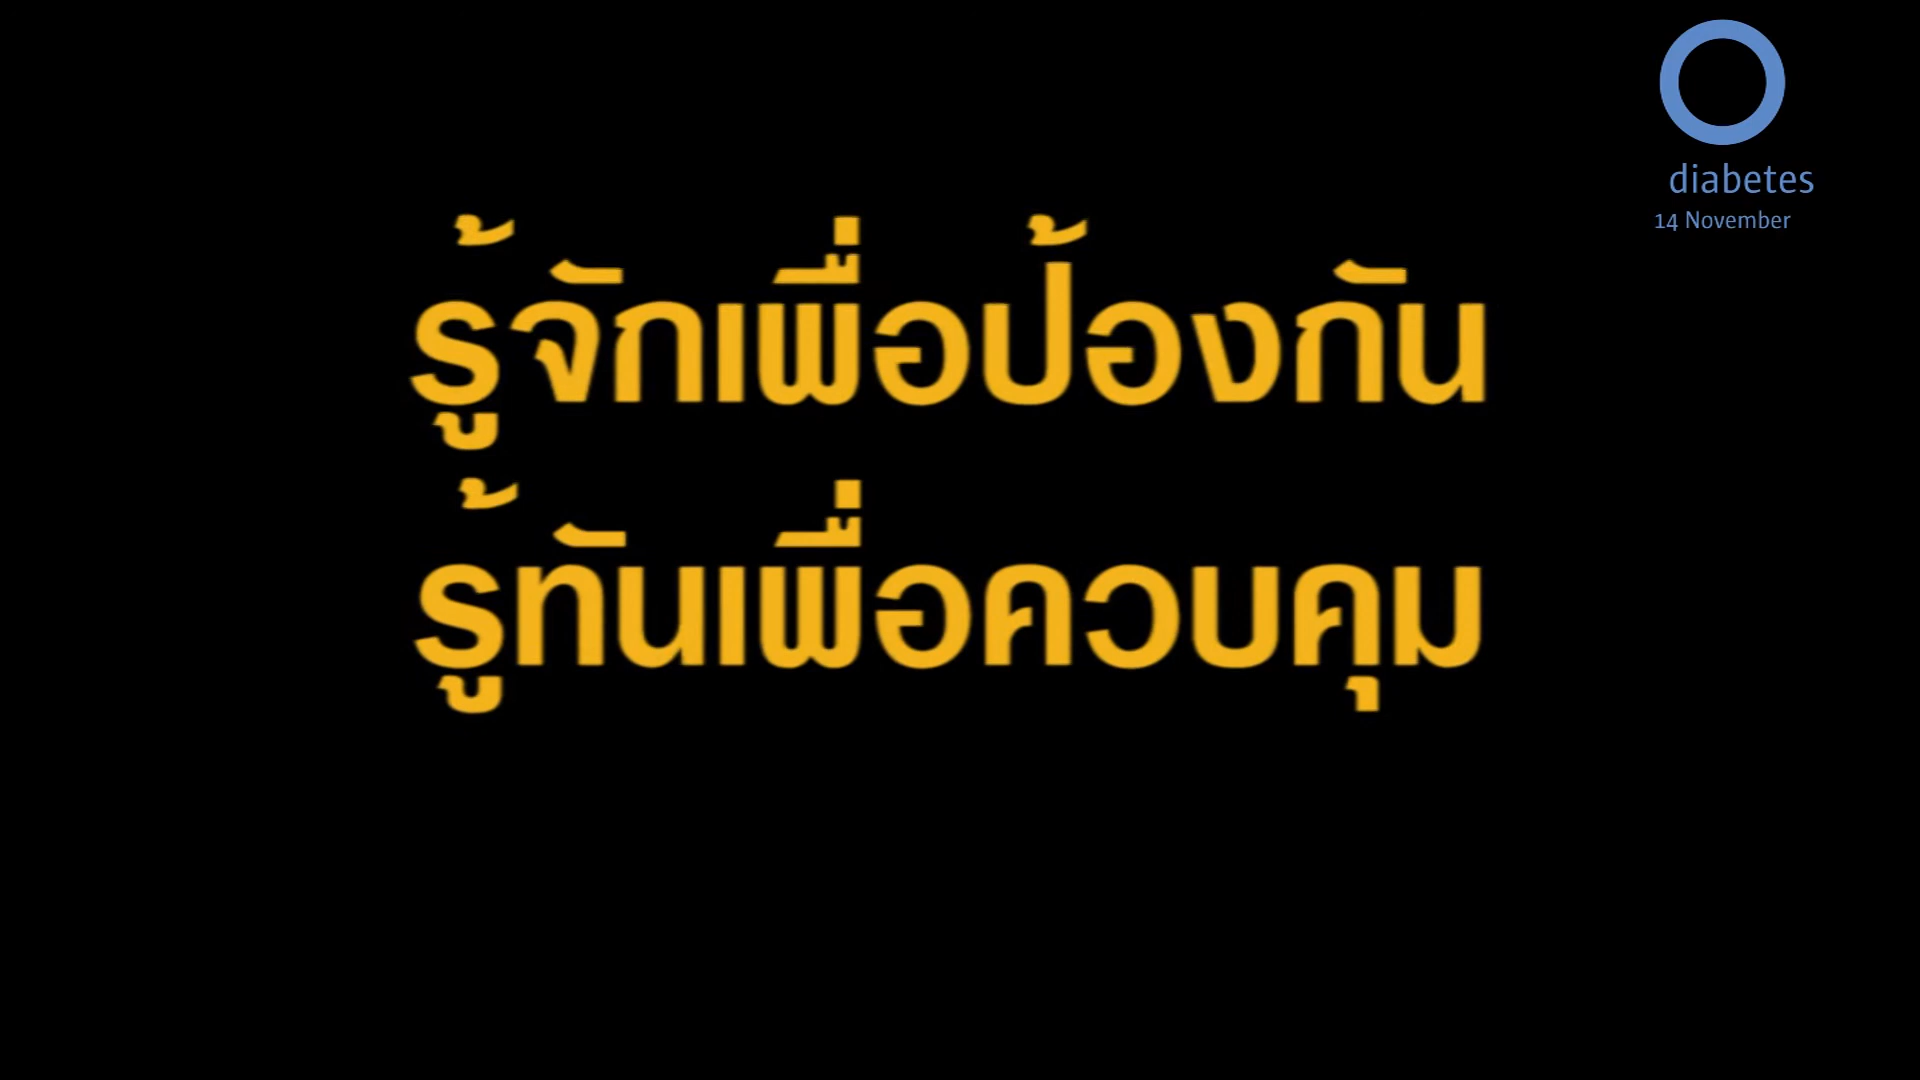 diabetes
14 November
รู้จักเพื่อป้องกัน
รู้ทันเพื่อควบคุม